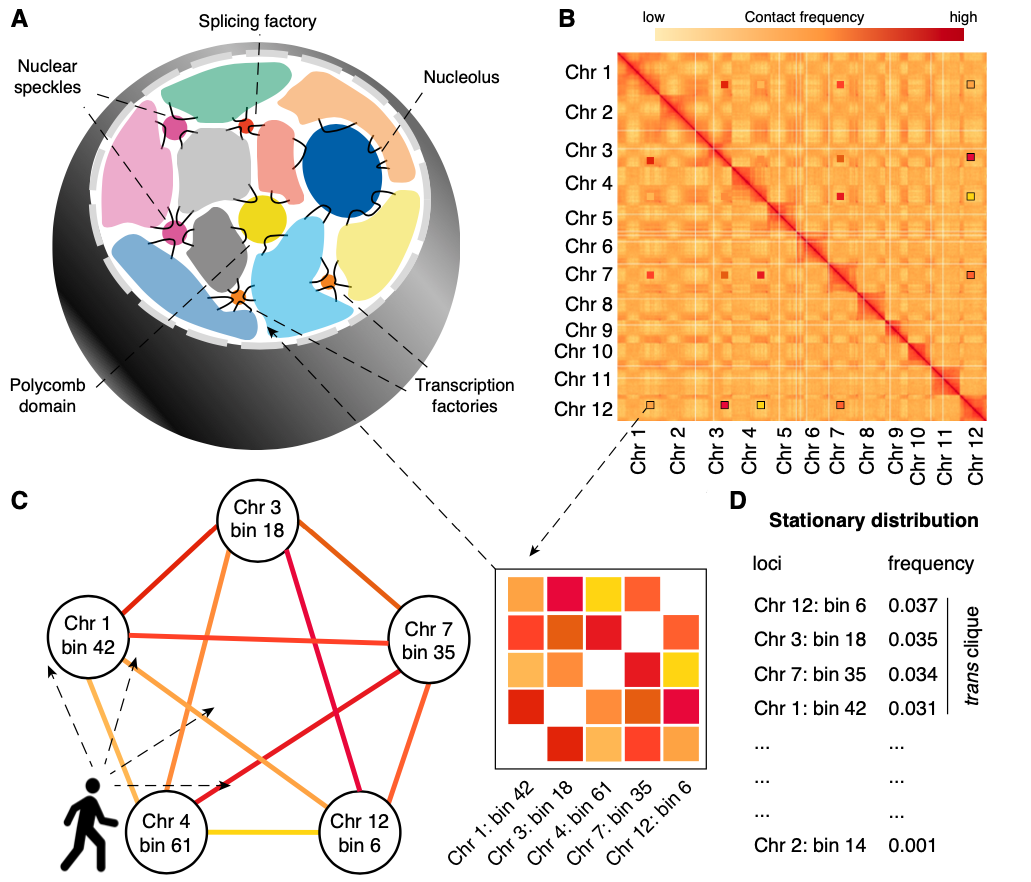 A
Splicing factory
Nuclear
speckles
Nucleolus
Polycomb
domain
Transcription
factories
B
low
Contact frequency
high
Chr 1
Chr 2
Chr 3
Chr 4
Chr 5
Chr 6
Chr 7
Chr 8
Chr 9
Chr 10
Chr 11
Chr 12
Chr 1
Chr 2
Chr 3
Chr 4
Chr 5
Chr 6
Chr 7
Chr 8
Chr 9
Chr 10
Chr 11
Chr 12
C
Chr 3
bin 18
Chr 1
bin 42
Chr 7
bin 35
Chr 4
bin 61
Chr 12
bin 6
Chr 1: bin 42
Chr 3: bin 18
Chr 4: bin 61
Chr 7: bin 35
Chr 12: bin 6
D
Stationary distribution
loci frequency
Chr 12: bin 6 0.037
Chr 3: bin 18 0.035
Chr 7: bin 35 0.034
Chr 1: bin 42 0.031
trans clique
... ...
... ...
... ...
Chr 2: bin 14 0.001